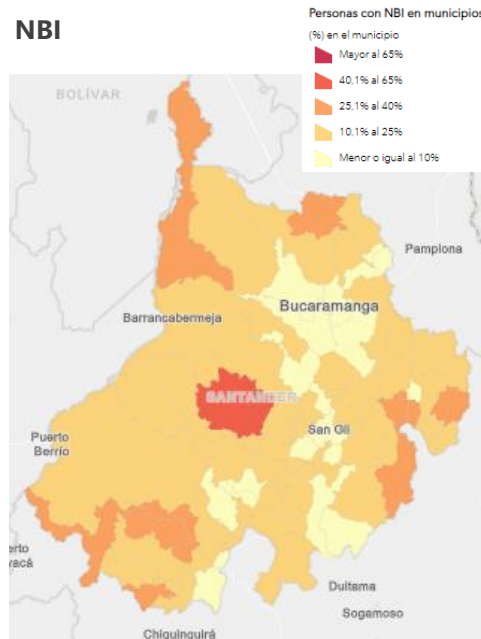 NBI
Personas con NBI en municipios
(%) en el municipio
Mayor al 65%
40,1% al 65%
25,1% al 40%
10,1% al 25%
Menor o igual al 10%
BOLÍVAR
Pamplona
Bucaramanga
Barrancabermeja
SANTANDER
San Gil
Puerto
Berrío
erto
yacá
Duitama
Sogamoso
Chiquinquirá